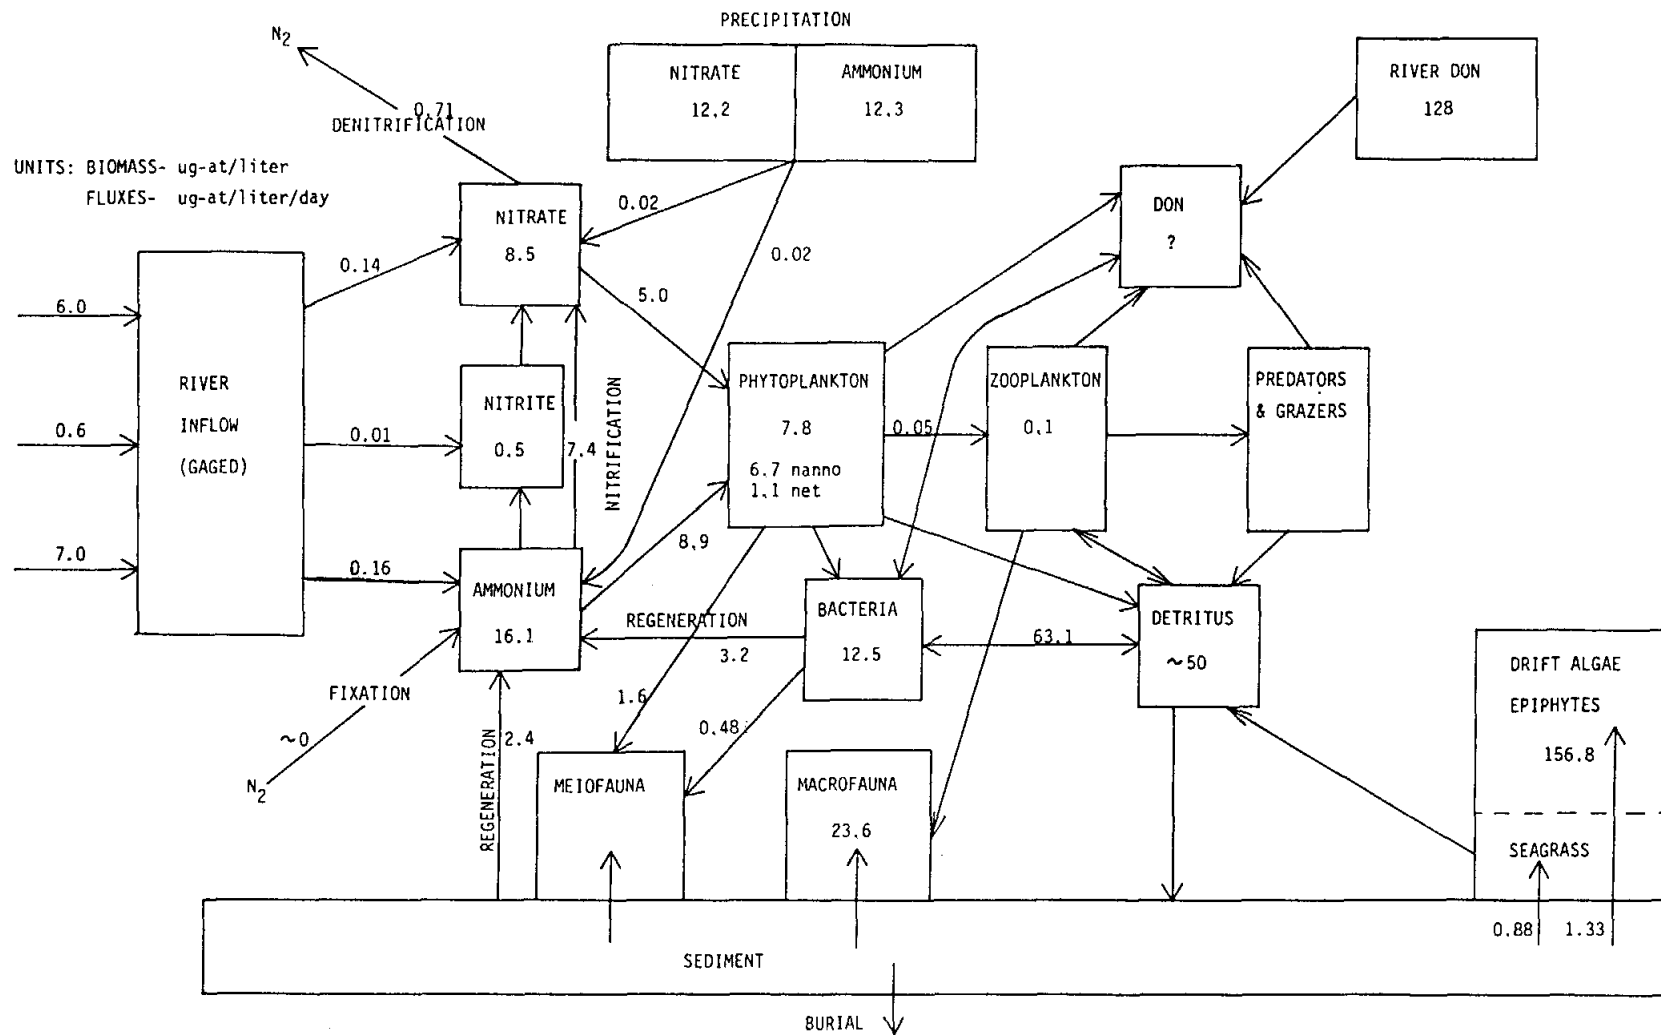 PRECIPITATION
N2
NITRATE
12.2
AMMONIUM
12.3
RIVER DON
128
0.71
DENITRIFICATION
UNITS: BIOMASS- ug-at/liter
FLUXES- ug-at/liter/day
NITRATE
8.5
0.02
0.02
DON
?
0.14
6.0
5.0
RIVER
INFLOW
(GAGED)
0.6
0.01
NITRITE
0.5
7.4
NITRIFICATION
PHYTOPLANKTON
7.8
6.7 nanno
1.1 net
0.05
ZOOPLANKTON
0.1
PREDATORS
& GRAZERS
7.0
0.16
8.9
AMMONIUM
16.1
REGENERATION
3.2
BACTERIA
12.5
63.1
DETRITUS
~50
DRIFT ALGAE
EPIPHYTES
156.8
FIXATION
~0
N2
REGENERATION
2.4
1.6
0.48
MEIOFAUNA
MACROFAUNA
23.6
SEAGRASS
0.88
1.33
SEDIMENT
BURIAL